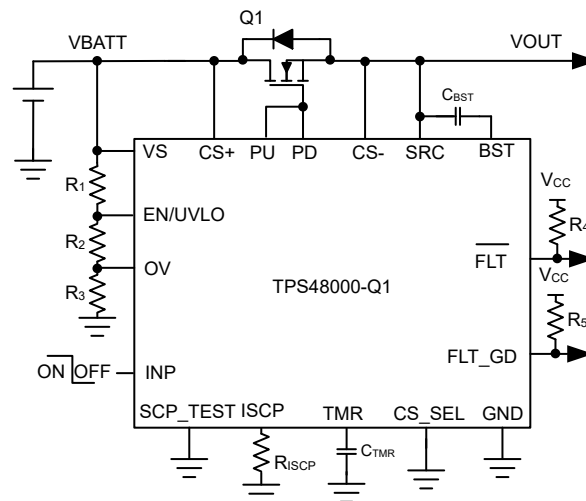 Q1
VBATT
VOUT
CBST
VS
CS+
PU
PD
CS-
SRC
BST
R1
EN/UVLO
R2
OV
R3
TPS48000-Q1
VCC
R4
FLT
VCC
R5
FLT_GD
ON
OFF
INP
SCP_TEST
ISCP
TMR
CS_SEL
GND
RISCP
CTMR